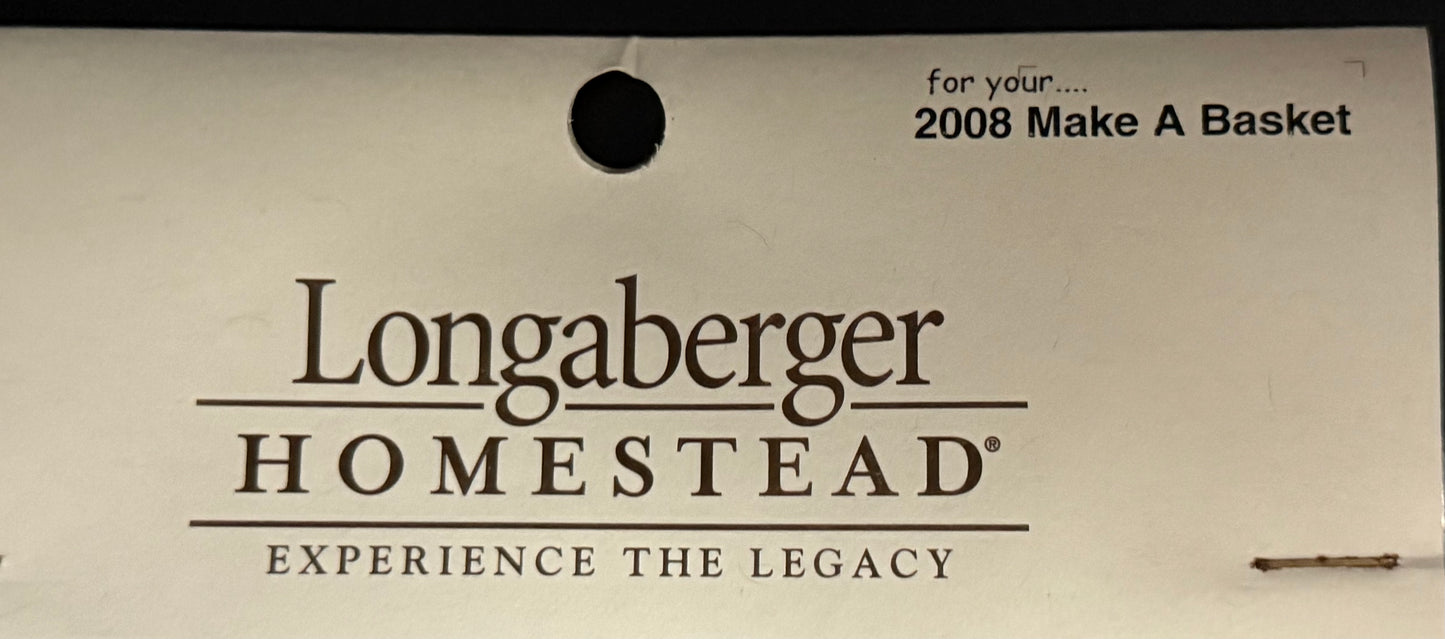 for your....
2008 Make A Basket
Longaberger
HOMESTEAD®
EXPERIENCE THE LEGACY